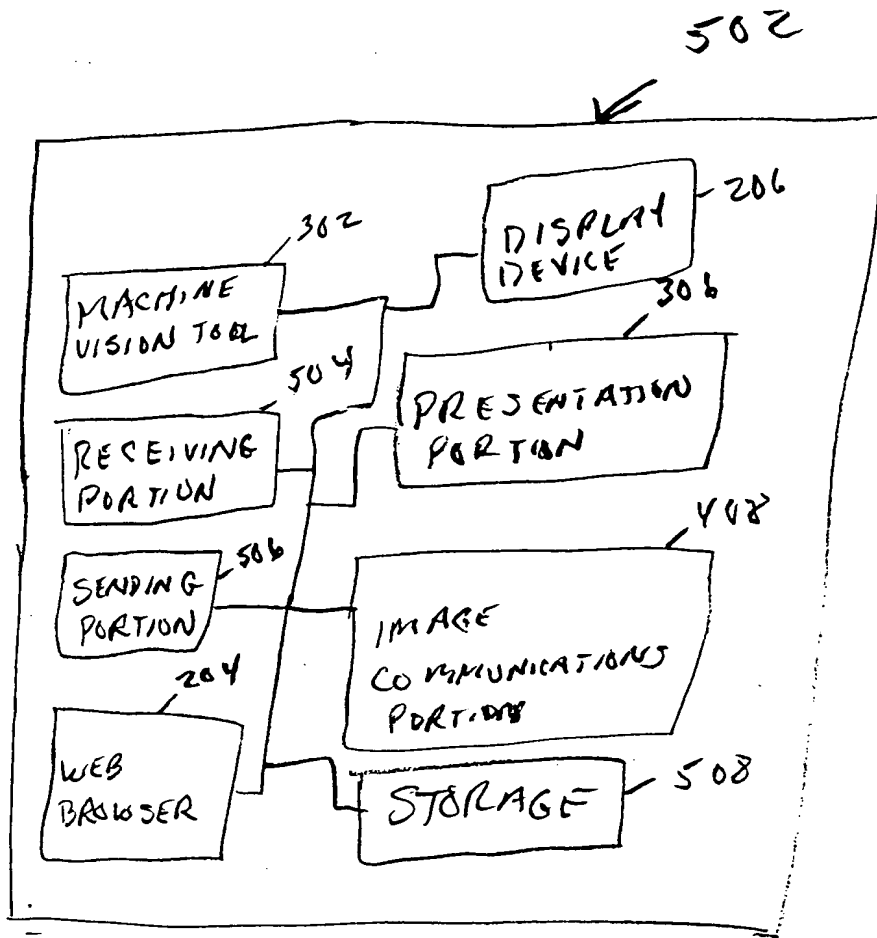 502
206
DISPLAY
DEVICE
302
MACHINE
VISION TOOL
306
PRESENTATION
PORTION
504
RECEIVING
PORTION
408
IMAGE
COMMUNICATIONS
PORTION
506
SENDING
PORTION
204
WEB
BROWSER
508
STORAGE